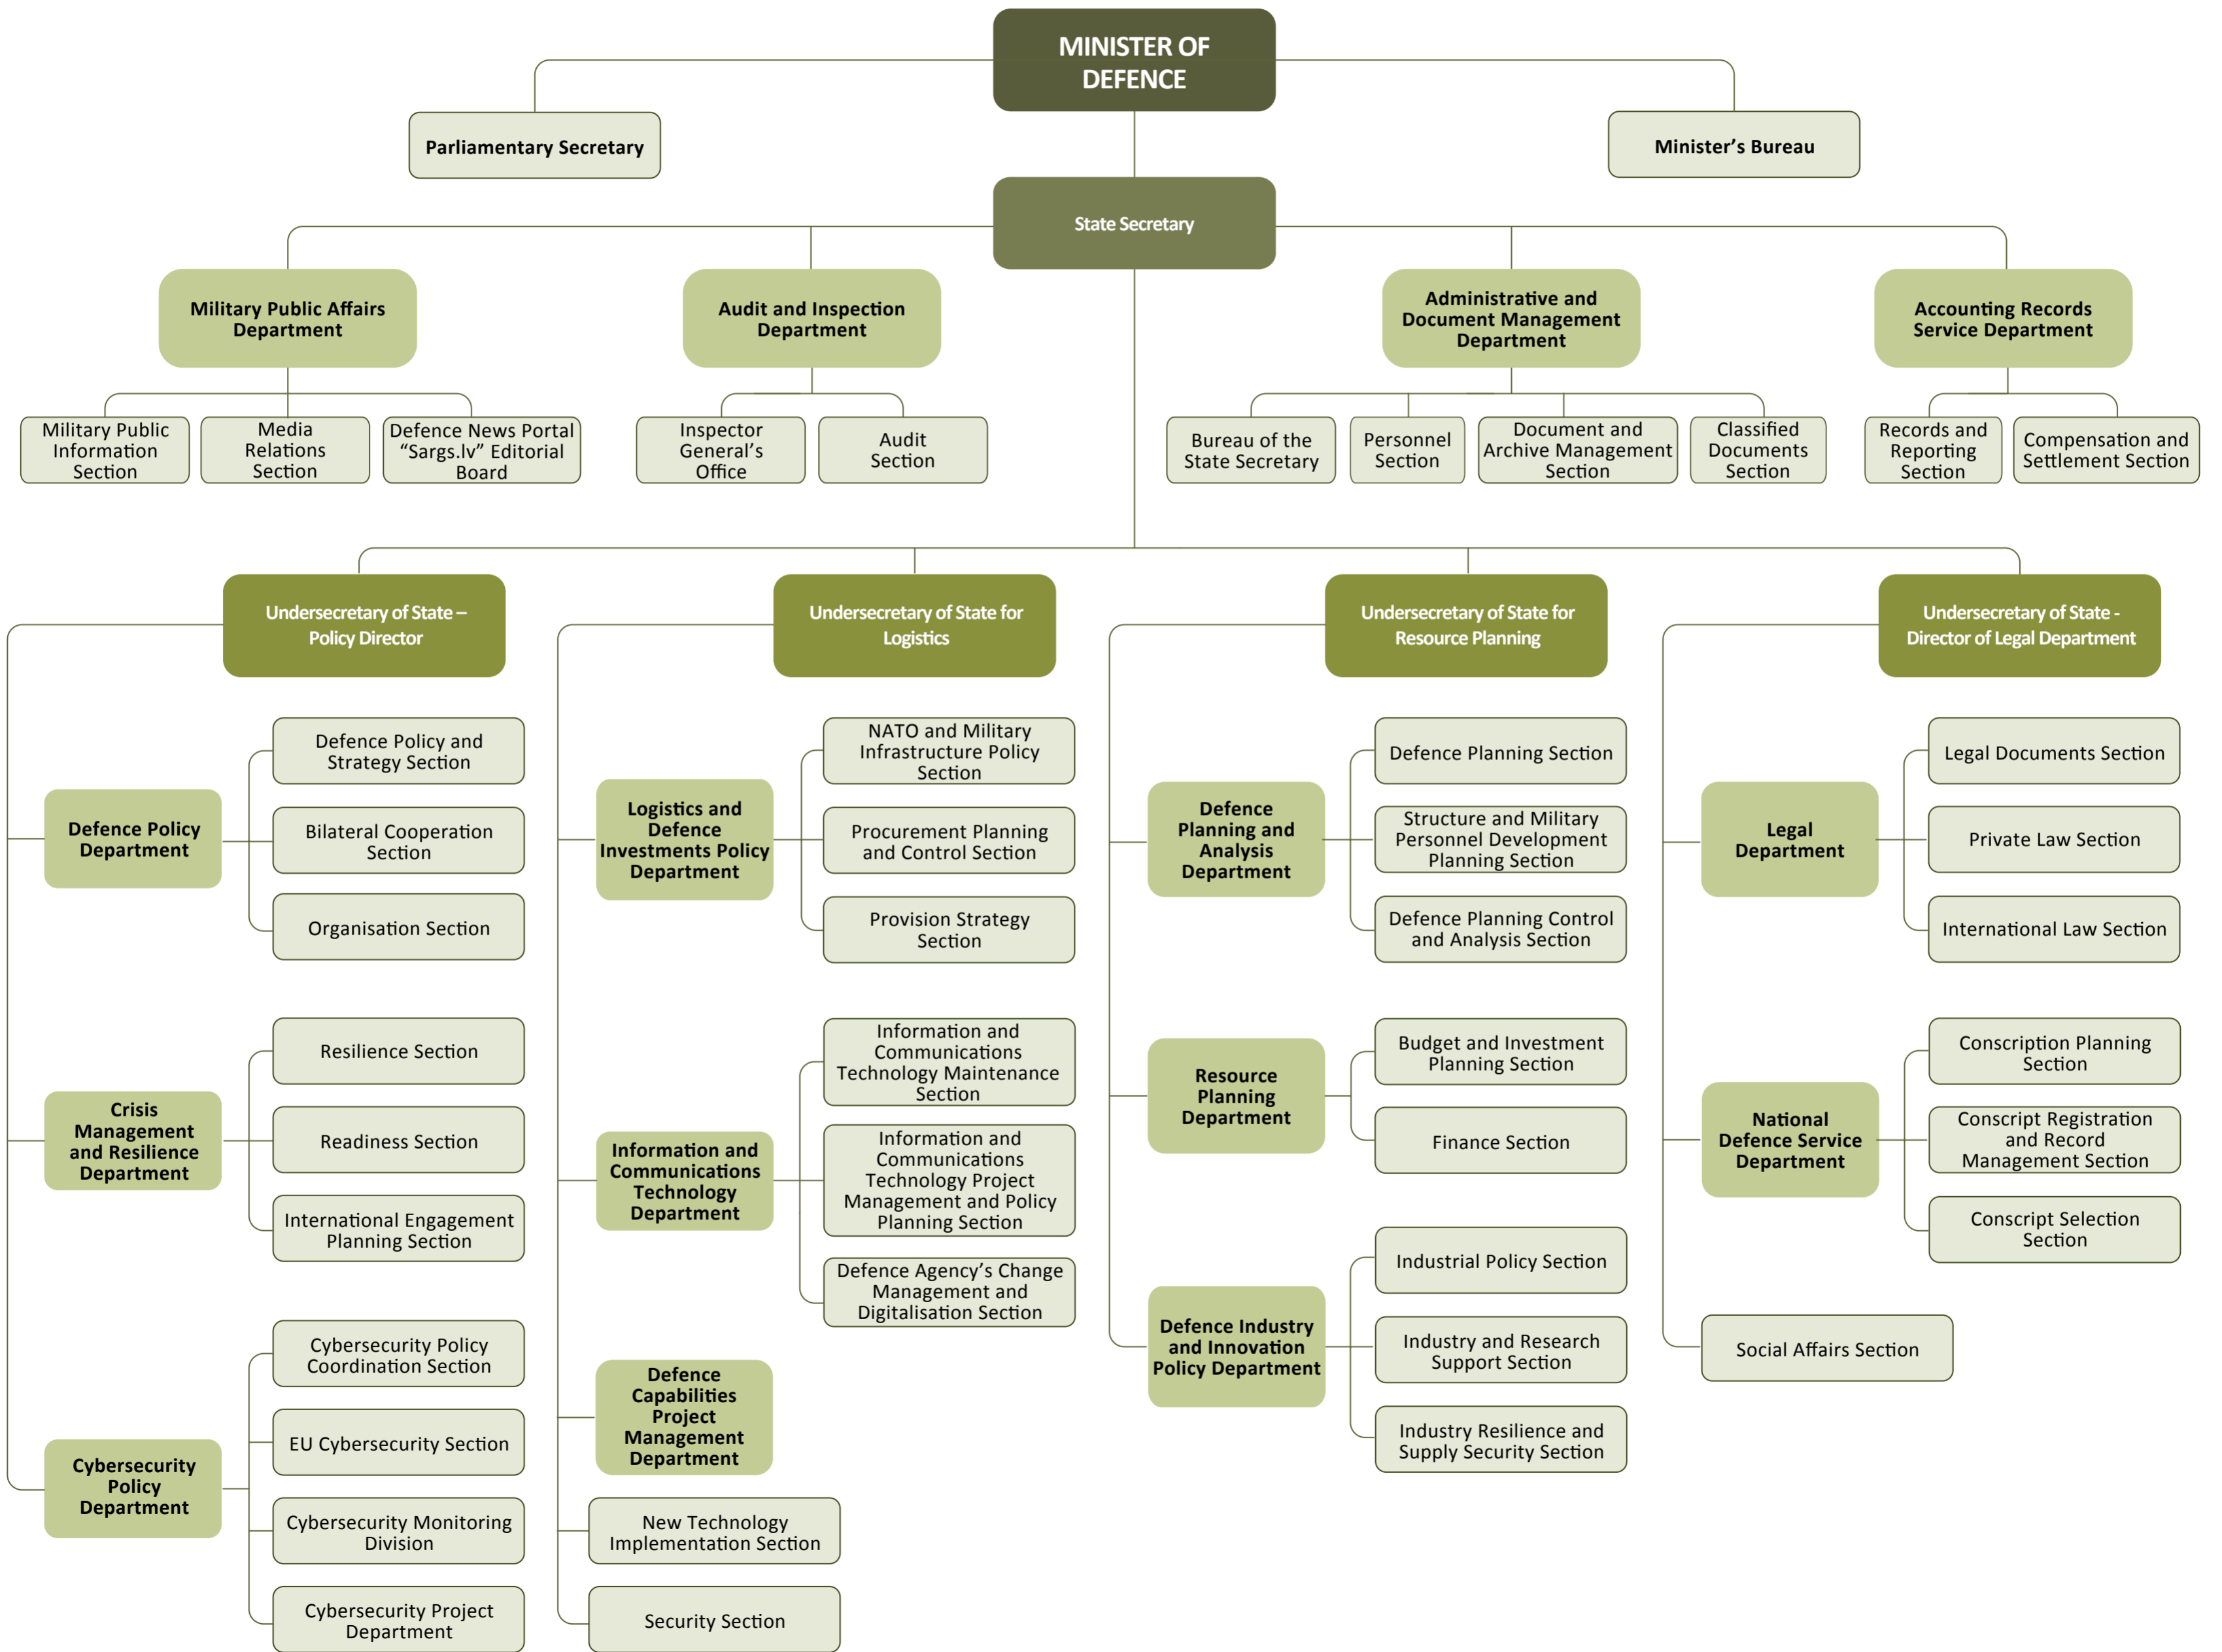 MINISTER OF
DEFENCE
Parliamentary Secretary
Minister’s Bureau
State Secretary
Military Public Affairs
Department
Audit and Inspection
Department
Administrative and
Document Management
Department
Accounting Records
Service Department
Military Public
Information
Section
Media
Relations
Section
Defence News Portal
“Sargs.lv” Editorial
Board
Inspector
General’s
Office
Audit
Section
Bureau of the
State Secretary
Personnel
Section
Document and
Archive Management
Section
Classified
Documents
Section
Records and
Reporting
Section
Compensation and
Settlement Section
Undersecretary of State –
Policy Director
Undersecretary of State for
Logistics
Undersecretary of State for
Resource Planning
Undersecretary of State -
Director of Legal Department
Defence Policy
Department
Defence Policy and
Strategy Section
Bilateral Cooperation
Section
Organisation Section
Crisis
Management
and Resilience
Department
Resilience Section
Readiness Section
International Engagement
Planning Section
Cybersecurity
Policy
Department
Cybersecurity Policy
Coordination Section
EU Cybersecurity Section
Cybersecurity Monitoring
Division
Cybersecurity Project
Department
Logistics and
Defence
Investments Policy
Department
NATO and Military
Infrastructure Policy
Section
Procurement Planning
and Control Section
Provision Strategy
Section
Information and
Communications
Technology
Department
Information and
Communications
Technology Maintenance
Section
Information and
Communications
Technology Project
Management and Policy
Planning Section
Defence Agency’s Change
Management and
Digitalisation Section
Defence
Capabilities
Project
Management
Department
New Technology
Implementation Section
Security Section
Defence
Planning and
Analysis
Department
Defence Planning Section
Structure and Military
Personnel Development
Planning Section
Defence Planning Control
and Analysis Section
Resource
Planning
Department
Budget and Investment
Planning Section
Finance Section
Defence Industry
and Innovation
Policy Department
Industrial Policy Section
Industry and Research
Support Section
Industry Resilience and
Supply Security Section
Legal
Department
Legal Documents Section
Private Law Section
International Law Section
National
Defence Service
Department
Conscription Planning
Section
Conscript Registration
and Record
Management Section
Conscript Selection
Section
Social Affairs Section